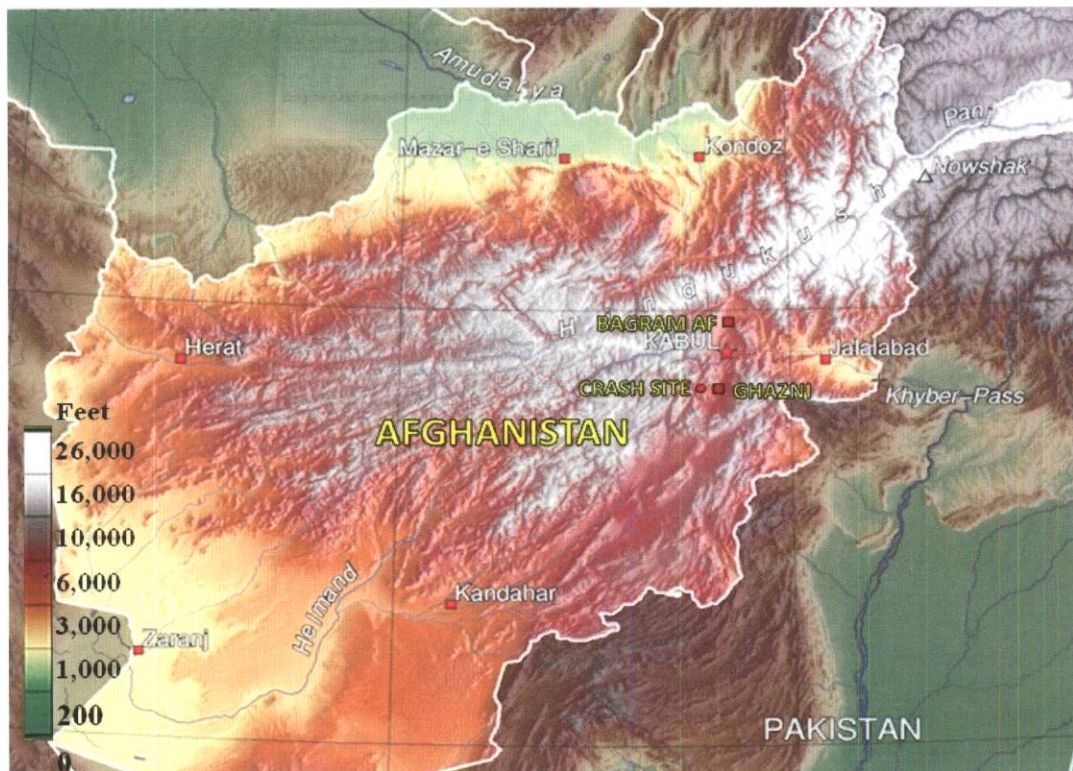 Amudarya
Panj
Mazar-e Sharif
Kondoz
Nowshak
Hindukush
BAGRAM AF
KABUL
Herat
Jalalabad
CRASH SITE
GHAZNI
Khyber-Pass
AFGHANISTAN
Feet
26,000
16,000
10,000
6,000
3,000
1,000
200
0
Helmand
Kandahar
Zaranj
PAKISTAN